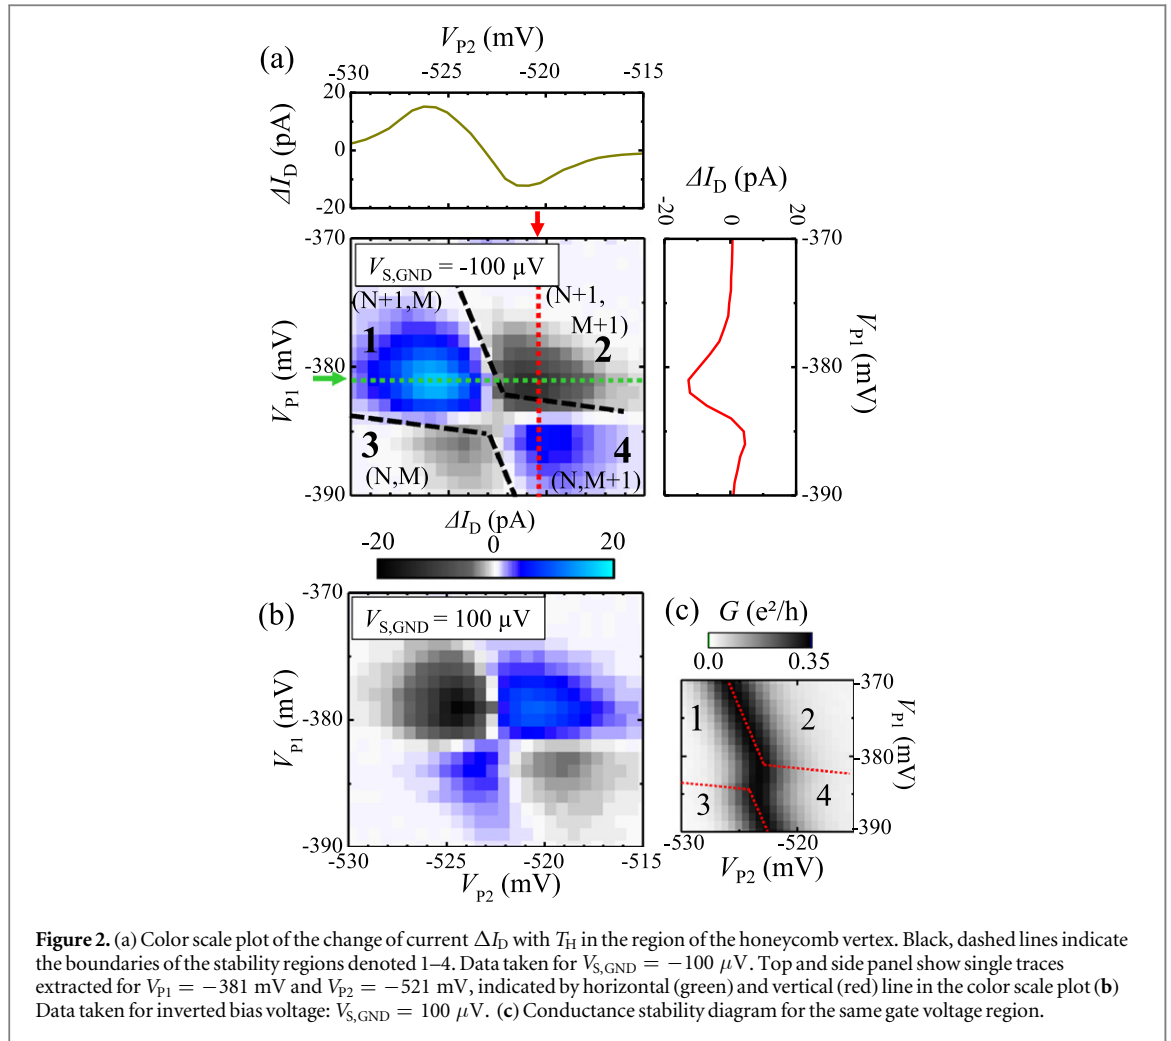 V_P2 (mV)
(a)
-530 -525 -520 -515
20
0
-20
ΔI_D (pA)
ΔI_D (pA)
-20 0 20
-370
-380
-390
V_P1 (mV)
V_S,GND = -100 μV
(N+1,M)
(N+1,
M+1)
1
2
3
4
(N,M)
(N,M+1)
-370
-380
-390
V_P1 (mV)
ΔI_D (pA)
-20 0 20
(b)
-370
-380
-390
V_P1 (mV)
V_S,GND = 100 μV
-530 -525 -520 -515
V_P2 (mV)
(c)
G (e²/h)
0.0 0.35
1
2
3
4
-370
-380
-390
V_P1 (mV)
-530 -520
V_P2 (mV)
Figure 2. (a) Color scale plot of the change of current ΔI_D with T_H in the region of the honeycomb vertex. Black, dashed lines indicate
the boundaries of the stability regions denoted 1–4. Data taken for V_S,GND = −100 μV. Top and side panel show single traces
extracted for V_P1 = −381 mV and V_P2 = −521 mV, indicated by horizontal (green) and vertical (red) line in the color scale plot (b)
Data taken for inverted bias voltage: V_S,GND = 100 μV. (c) Conductance stability diagram for the same gate voltage region.